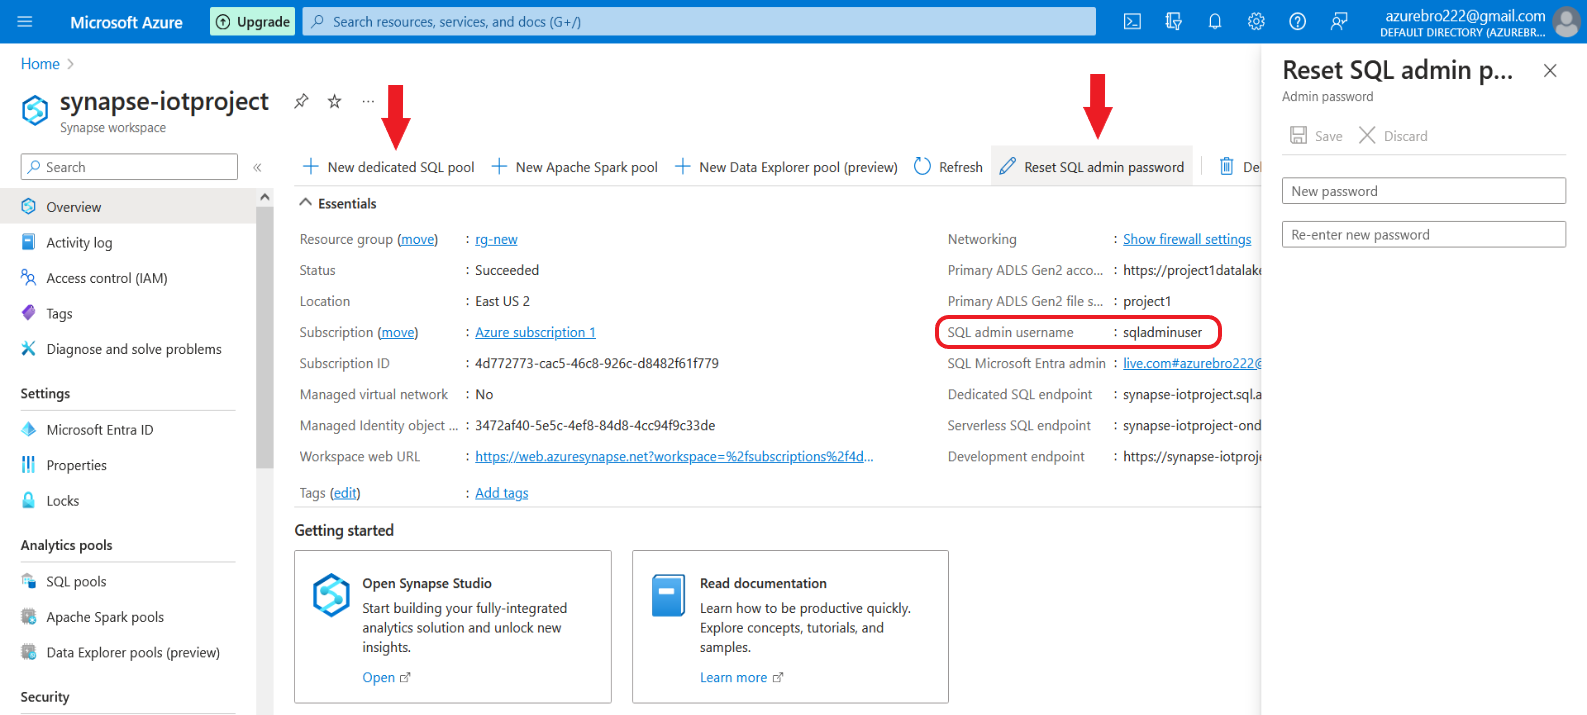 Microsoft Azure
Upgrade
Search resources, services, and docs (G+/)
azurebro222@gmail.com
DEFAULT DIRECTORY (AZUREBR...
Home
synapse-iotproject
...
Synapse workspace
Search
Overview
Activity log
Access control (IAM)
Tags
Diagnose and solve problems
Settings
Microsoft Entra ID
Properties
Locks
Analytics pools
SQL pools
Apache Spark pools
Data Explorer pools (preview)
Security
New dedicated SQL pool
New Apache Spark pool
New Data Explorer pool (preview)
Refresh
Reset SQL admin password
Del
Essentials
Resource group (move) : rg-new
Status : Succeeded
Location : East US 2
Subscription (move) : Azure subscription 1
Subscription ID : 4d772773-cac5-46c8-926c-d8482f61f779
Managed virtual network : No
Managed Identity object ... : 3472af40-5e5c-4ef8-84d8-4cc94f9c33de
Workspace web URL : https://web.azuresynapse.net?workspace=%2fsubscriptions%2f4d...
Tags (edit) : Add tags
Networking : Show firewall settings
Primary ADLS Gen2 acco... : https://project1datalake
Primary ADLS Gen2 file s... : project1
SQL admin username : sqladminuser
SQL Microsoft Entra admin : live.com#azurebro222@
Dedicated SQL endpoint : synapse-iotproject.sql.a
Serverless SQL endpoint : synapse-iotproject-ond
Development endpoint : https://synapse-iotproje
Getting started
Open Synapse Studio
Start building your fully-integrated
analytics solution and unlock new
insights.
Open
Read documentation
Learn how to be productive quickly.
Explore concepts, tutorials, and
samples.
Learn more
Reset SQL admin p...
Admin password
Save
Discard
New password
Re-enter new password